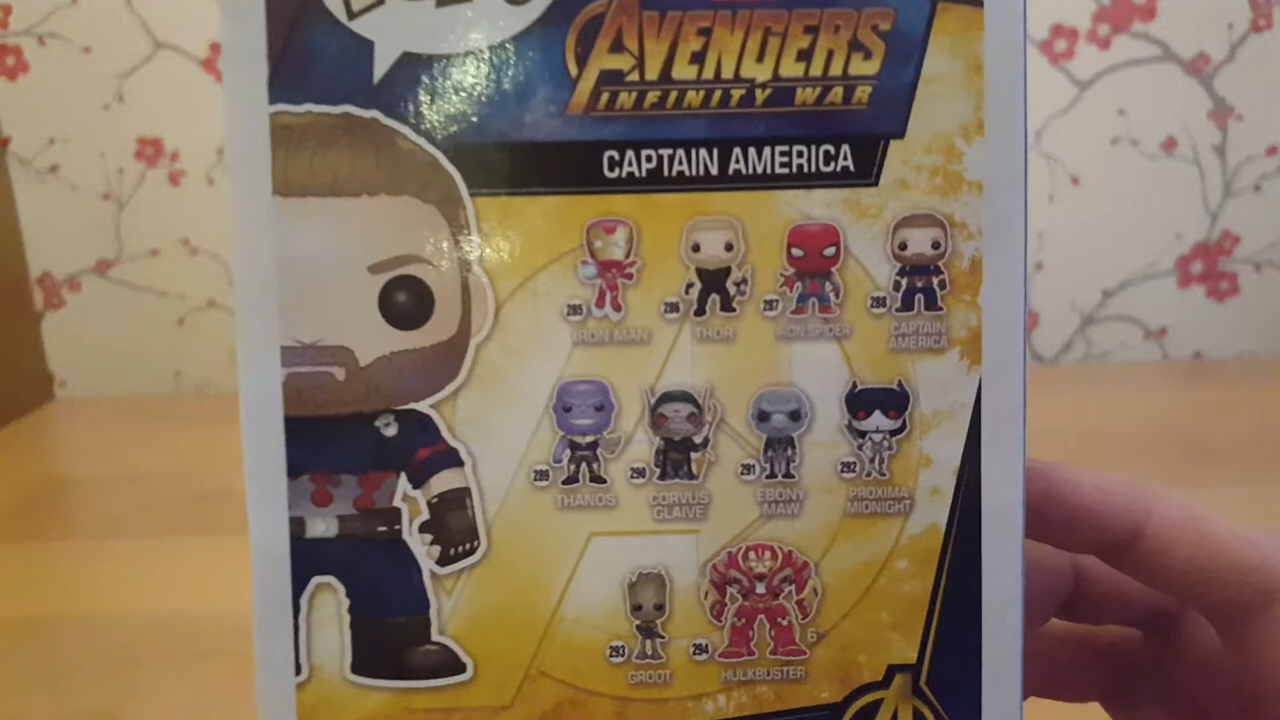 AVENGERS
INFINITY WAR
CAPTAIN AMERICA
285 286 287 288
IRON MAN THOR IRON SPIDER CAPTAIN
AMERICA
289 290 291 292
THANOS CORVUS EBONY PROXIMA
GLAIVE MAW MIDNIGHT
293 294 6
GROOT HULKBUSTER